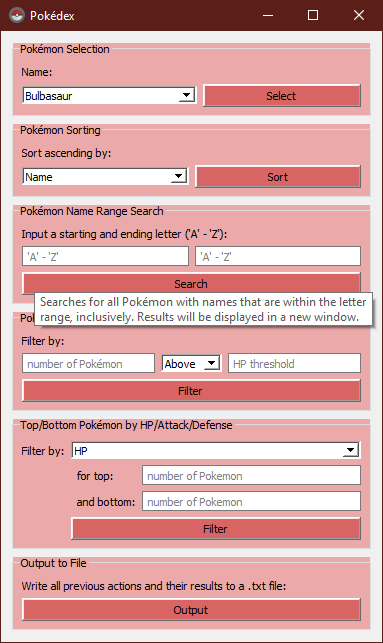 Pokédex
Pokémon Selection
Name:
Bulbasaur
Select
Pokémon Sorting
Sort ascending by:
Name
Sort
Pokémon Name Range Search
Input a starting and ending letter ('A' - 'Z'):
'A' - 'Z' 'A' - 'Z'
Search
Searches for all Pokémon with names that are within the letter
range, inclusively. Results will be displayed in a new window.
Filter by:
number of Pokémon Above HP threshold
Filter
Top/Bottom Pokémon by HP/Attack/Defense
Filter by: HP
for top: number of Pokemon
and bottom: number of Pokemon
Filter
Output to File
Write all previous actions and their results to a .txt file:
Output